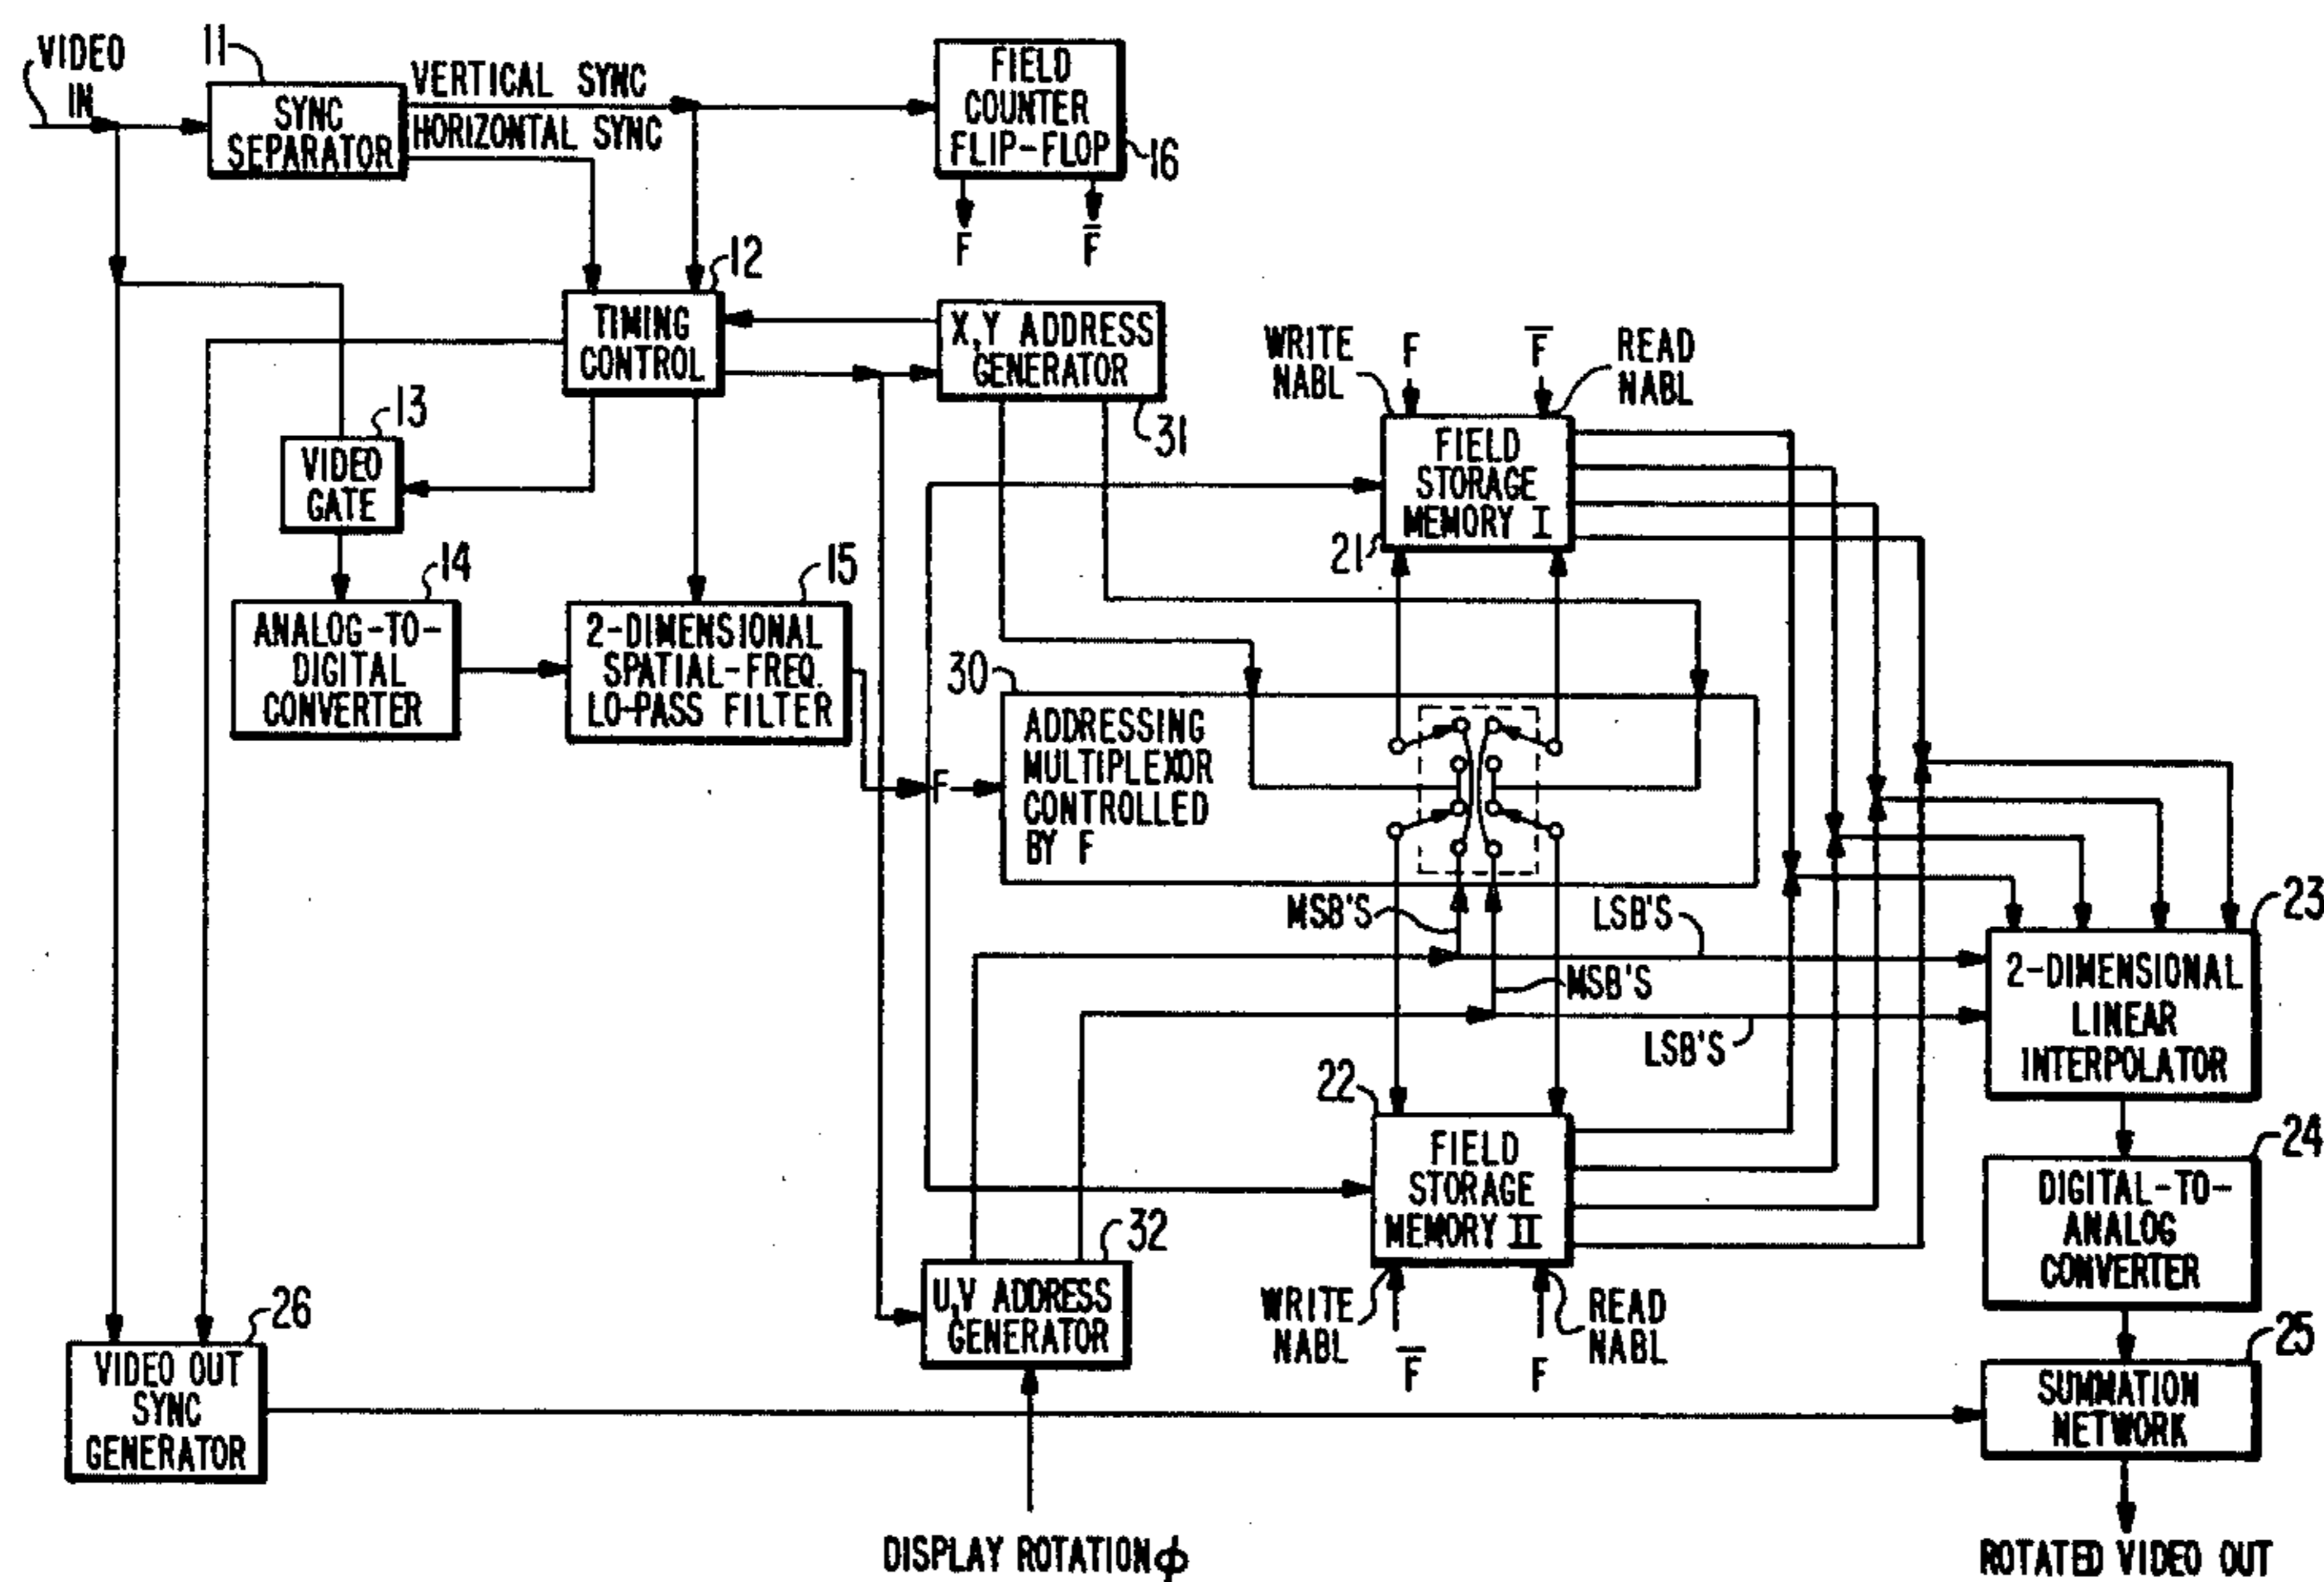 VIDEO
IN
11
SYNC
SEPARATOR
VERTICAL SYNC
HORIZONTAL SYNC
FIELD
COUNTER
FLIP-FLOP
16
F
F̅
12
TIMING
CONTROL
X,Y ADDRESS
GENERATOR
31
13
VIDEO
GATE
14
ANALOG-TO-
DIGITAL
CONVERTER
15
2-DIMENSIONAL
SPATIAL-FREQ.
LO-PASS FILTER
WRITE
NABL
F
F̅
READ
NABL
FIELD
STORAGE
MEMORY I
21
30
F
ADDRESSING
MULTIPLEXOR
CONTROLLED
BY F
MSB'S
LSB'S
MSB'S
LSB'S
23
2-DIMENSIONAL
LINEAR
INTERPOLATOR
22
FIELD
STORAGE
MEMORY II
WRITE
NABL
F̅
F
READ
NABL
24
DIGITAL-TO-
ANALOG
CONVERTER
32
U,V ADDRESS
GENERATOR
26
VIDEO OUT
SYNC
GENERATOR
25
SUMMATION
NETWORK
DISPLAY ROTATION ϕ
ROTATED VIDEO OUT